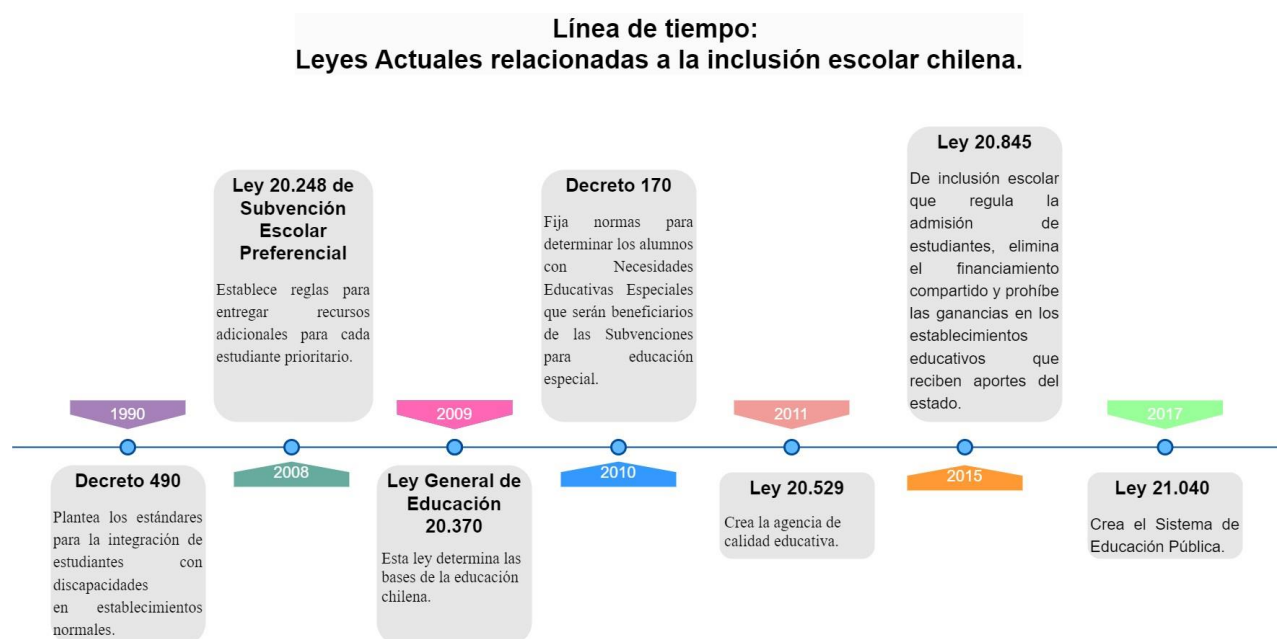 Línea de tiempo:
Leyes Actuales relacionadas a la inclusión escolar chilena.
1990
Decreto 490
Plantea los estándares
para la integración de
estudiantes con
discapacidades
en establecimientos
normales.
Ley 20.248 de
Subvención
Escolar
Preferencial
Establece reglas para
entregar recursos
adicionales para cada
estudiante prioritario.
2008
2009
Ley General de
Educación
20.370
Esta ley determina las
bases de la educación
chilena.
Decreto 170
Fija normas para
determinar los alumnos
con Necesidades
Educativas Especiales
que serán beneficiarios
de las Subvenciones
para educación
especial.
2010
2011
Ley 20.529
Crea la agencia de
calidad educativa.
Ley 20.845
De inclusión escolar
que regula la
admisión de
estudiantes, elimina
el financiamiento
compartido y prohíbe
las ganancias en los
establecimientos
educativos que
reciben aportes del
estado.
2015
2017
Ley 21.040
Crea el Sistema de
Educación Pública.